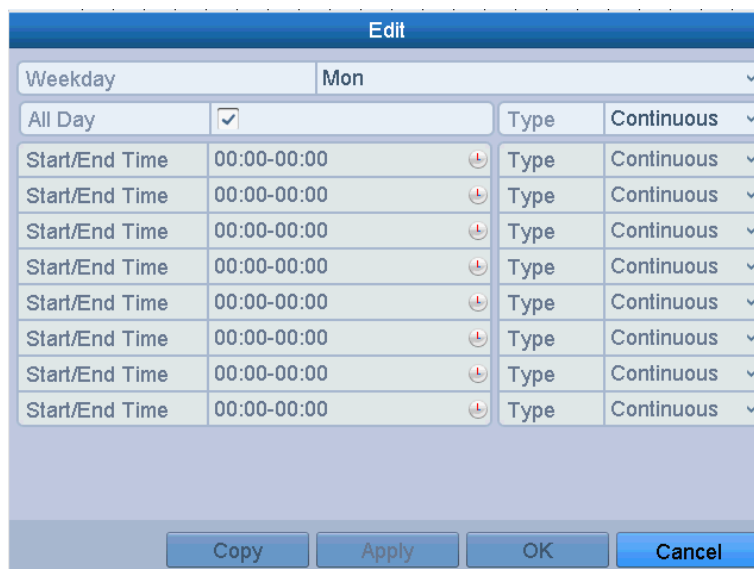 Edit
Weekday Mon
All Day Type Continuous
Start/End Time 00:00-00:00 Type Continuous
Start/End Time 00:00-00:00 Type Continuous
Start/End Time 00:00-00:00 Type Continuous
Start/End Time 00:00-00:00 Type Continuous
Start/End Time 00:00-00:00 Type Continuous
Start/End Time 00:00-00:00 Type Continuous
Start/End Time 00:00-00:00 Type Continuous
Start/End Time 00:00-00:00 Type Continuous
Copy Apply OK Cancel